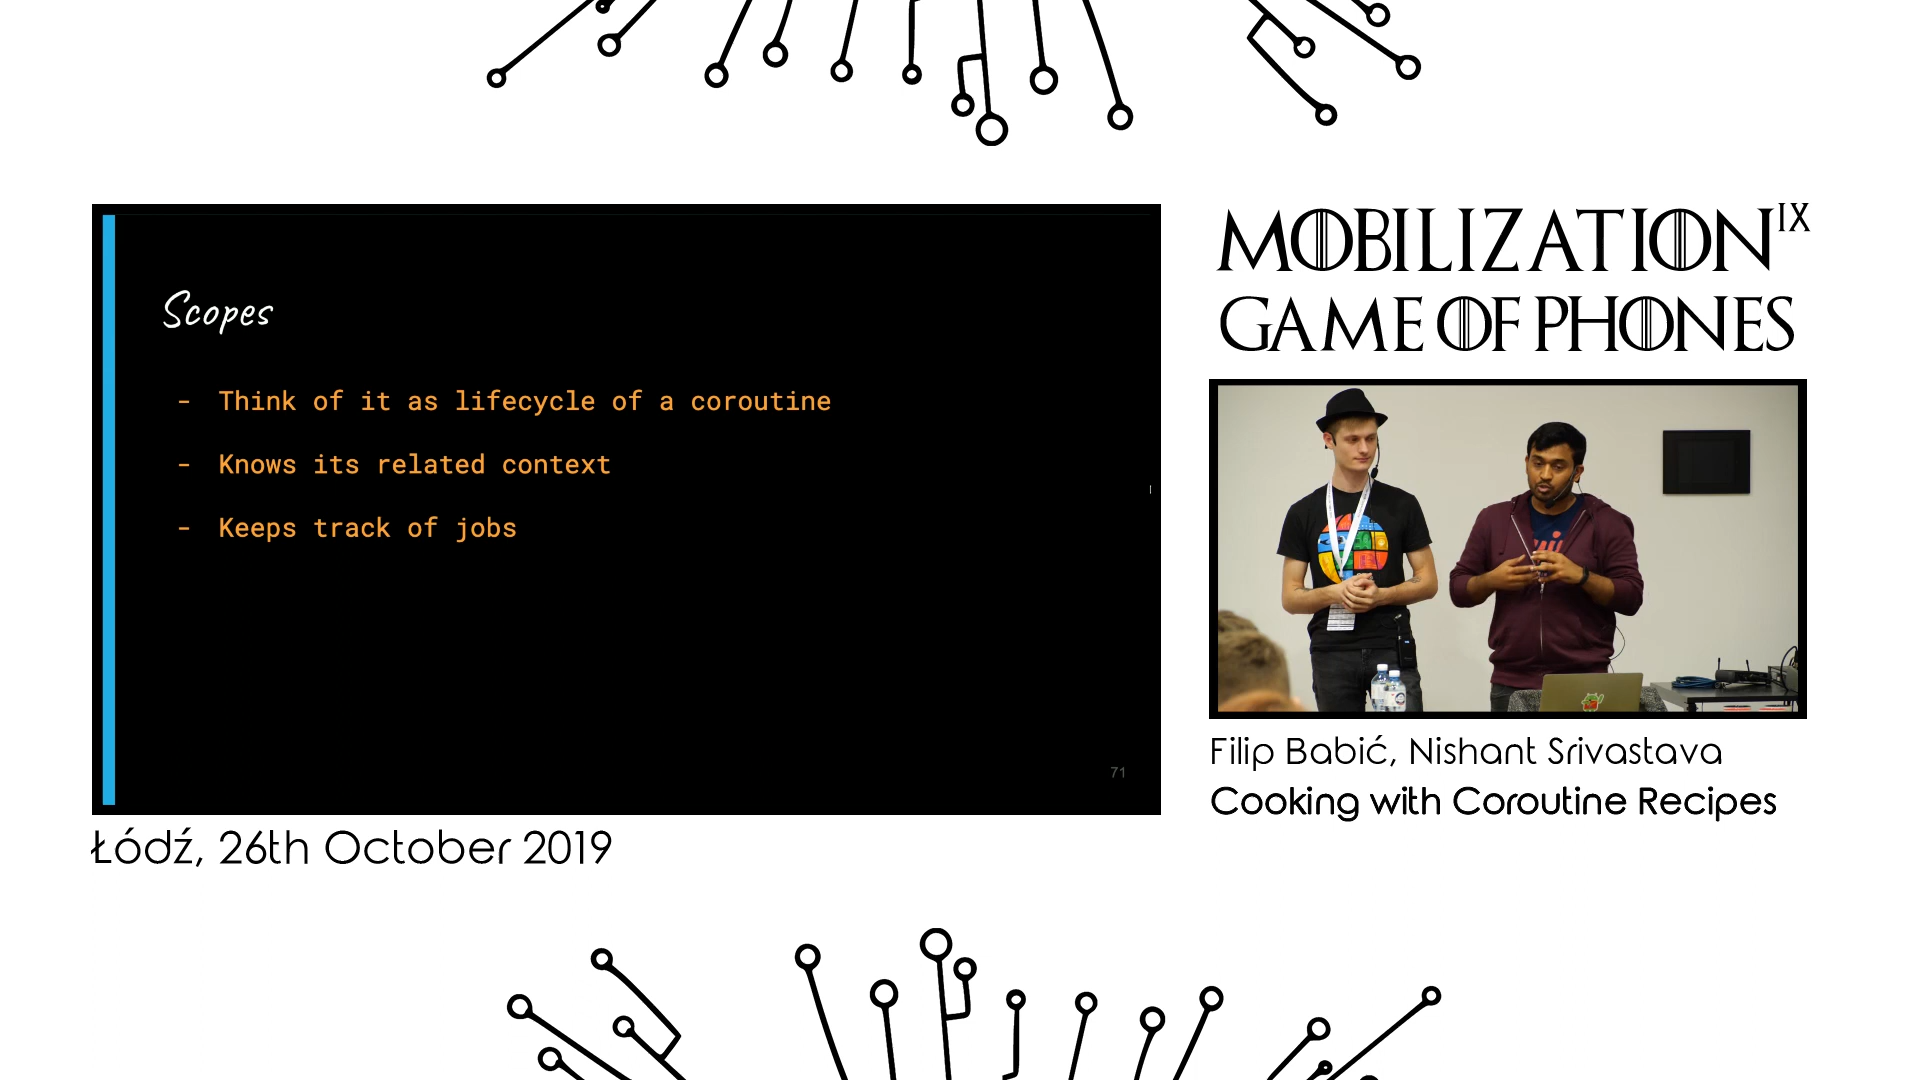 Scopes
- Think of it as lifecycle of a coroutine
- Knows its related context
- Keeps track of jobs
71
Łódź, 26th October 2019
MOBILIZATION IX
GAME OF PHONES
Filip Babić, Nishant Srivastava
Cooking with Coroutine Recipes